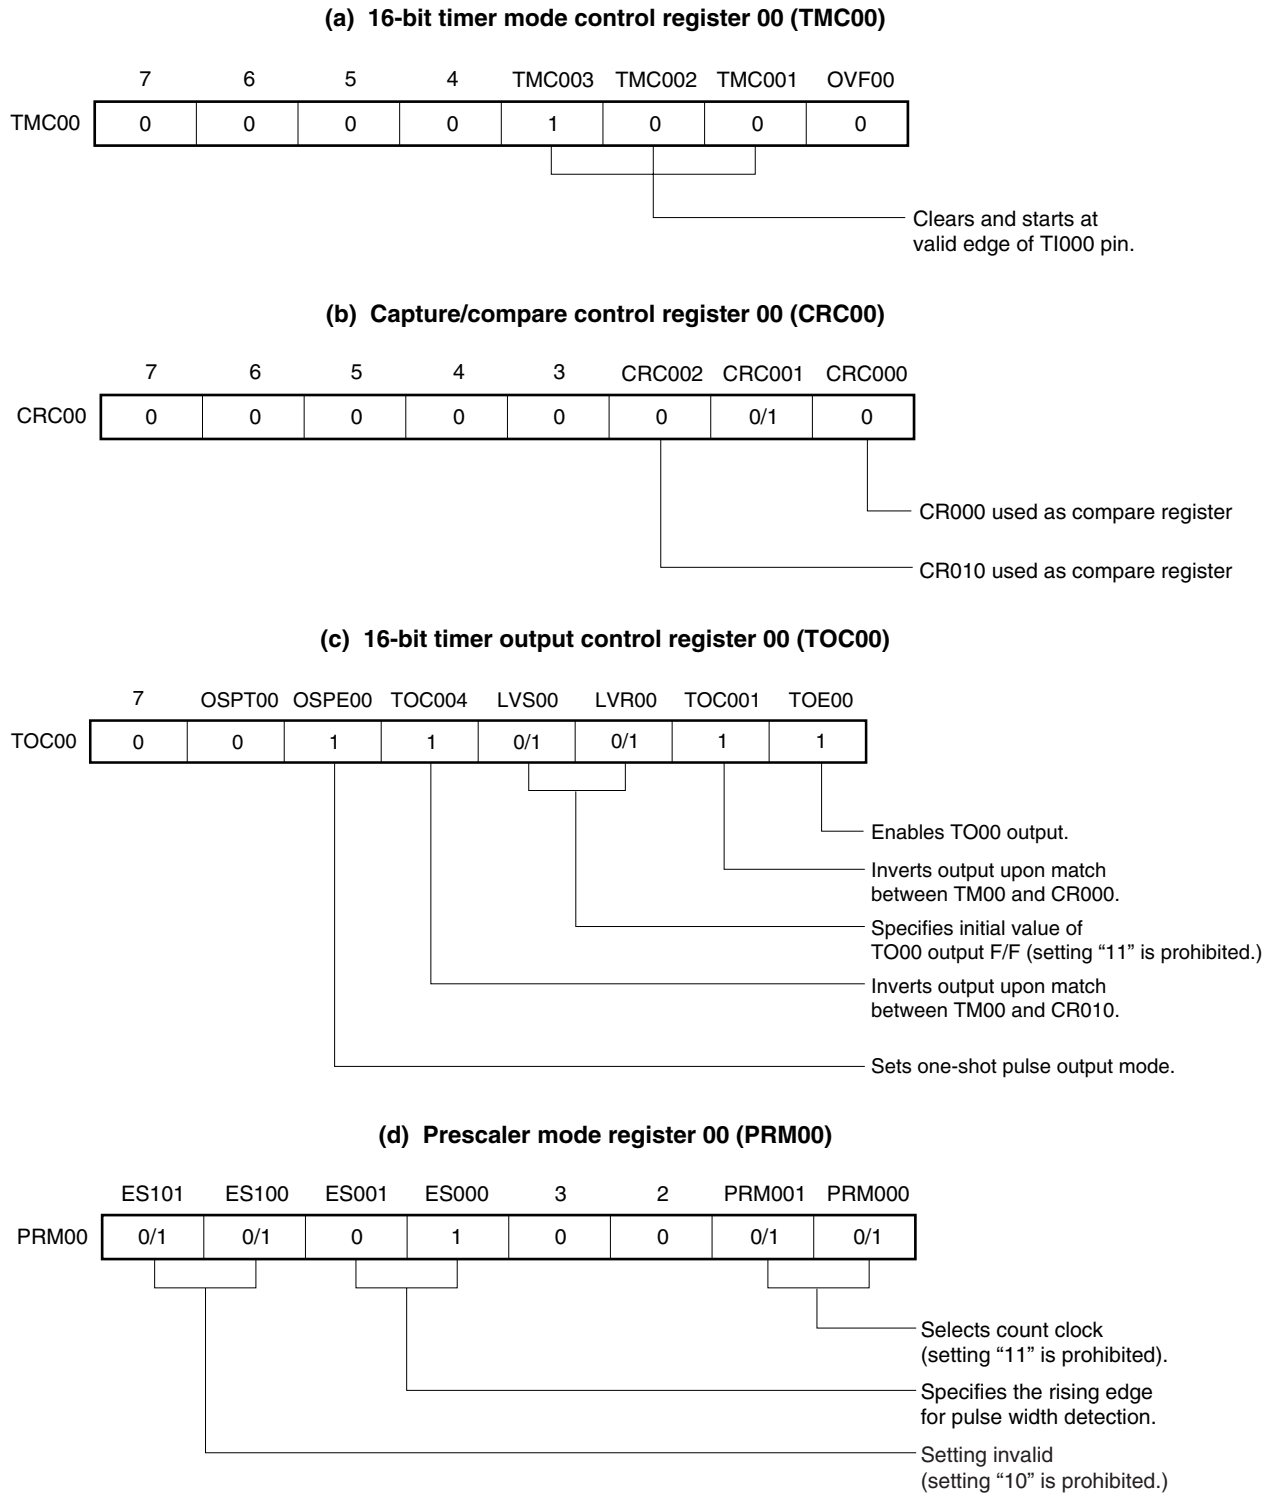 (a) 16-bit timer mode control register 00 (TMC00)
7 6 5 4 TMC003 TMC002 TMC001 OVF00
TMC00 0 0 0 0 1 0 0 0
Clears and starts at
valid edge of TI000 pin.
(b) Capture/compare control register 00 (CRC00)
7 6 5 4 3 CRC002 CRC001 CRC000
CRC00 0 0 0 0 0 0 0/1 0
CR000 used as compare register
CR010 used as compare register
(c) 16-bit timer output control register 00 (TOC00)
7 OSPT00 OSPE00 TOC004 LVS00 LVR00 TOC001 TOE00
TOC00 0 0 1 1 0/1 0/1 1 1
Enables TO00 output.
Inverts output upon match
between TM00 and CR000.
Specifies initial value of
TO00 output F/F (setting “11” is prohibited.)
Inverts output upon match
between TM00 and CR010.
Sets one-shot pulse output mode.
(d) Prescaler mode register 00 (PRM00)
ES101 ES100 ES001 ES000 3 2 PRM001 PRM000
PRM00 0/1 0/1 0 1 0 0 0/1 0/1
Selects count clock
(setting “11” is prohibited).
Specifies the rising edge
for pulse width detection.
Setting invalid
(setting “10” is prohibited.)